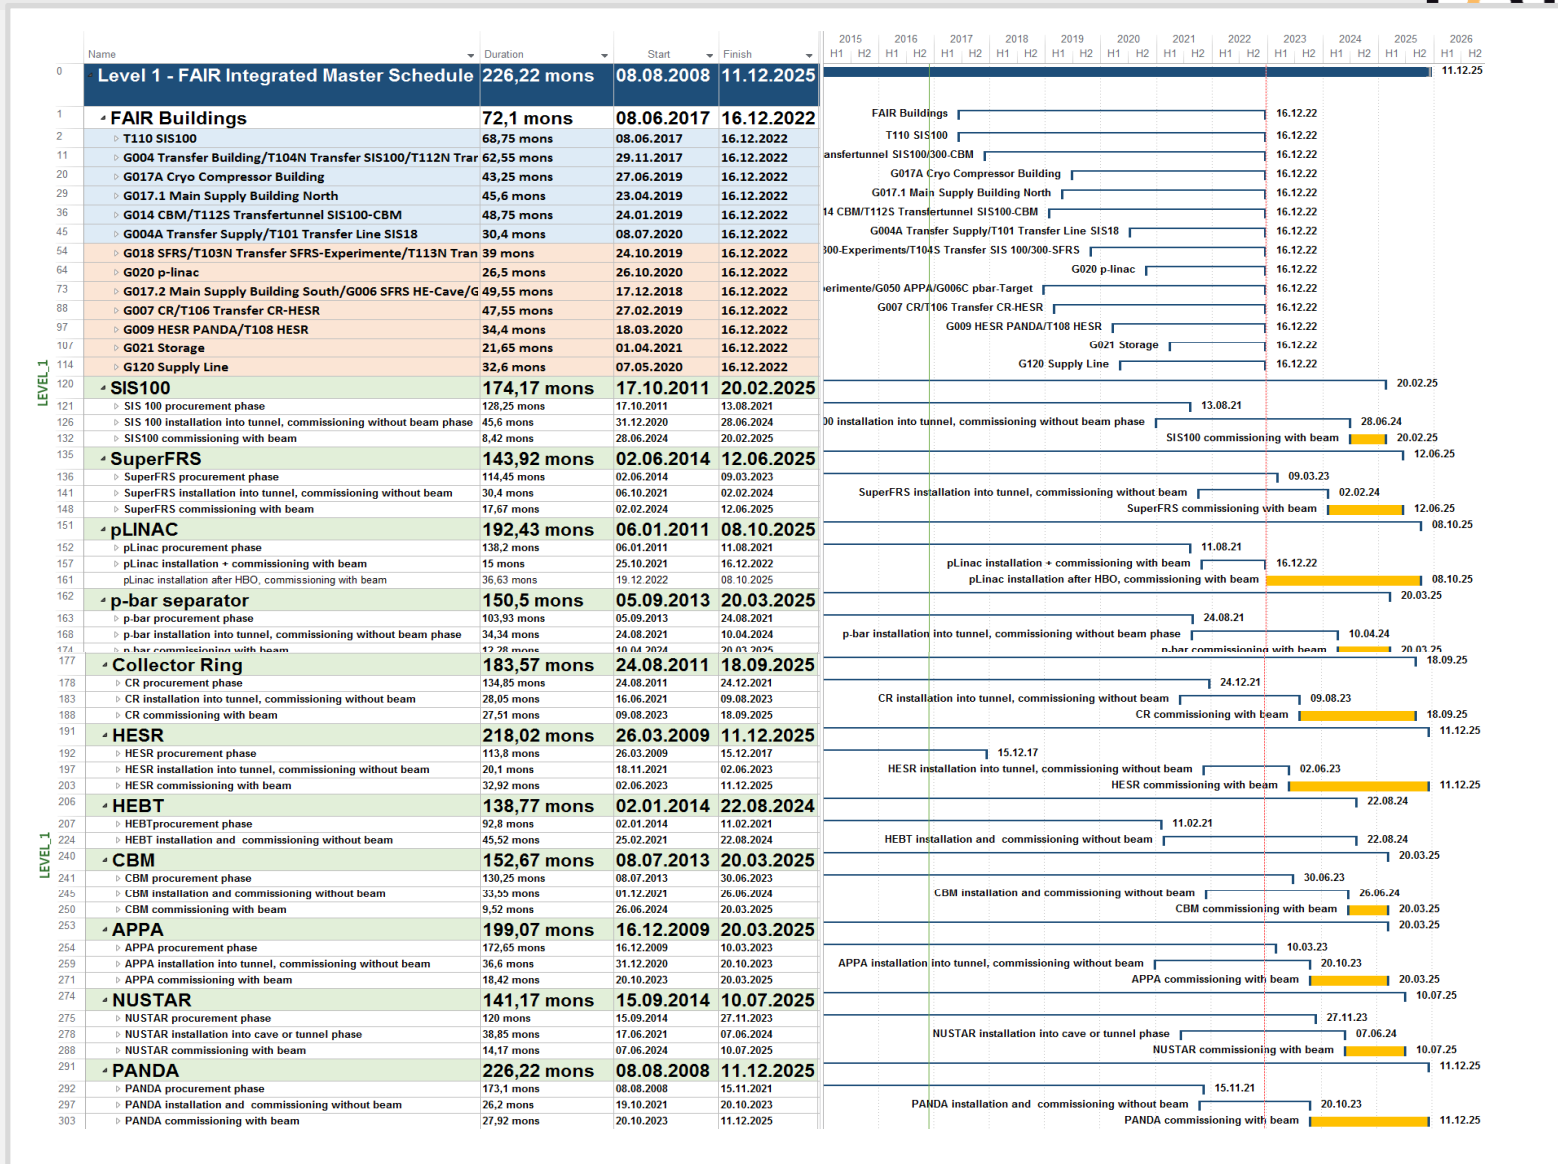 2015 2016 2017 2018 2019 2020 2021 2022 2023 2024 2025 2026
Name Duration Start Finish H1 H2 H1 H2 H1 H2 H1 H2 H1 H2 H1 H2 H1 H2 H1 H2 H1 H2 H1 H2 H1 H2 H1 H2
0 Level 1 - FAIR Integrated Master Schedule 226,22 mons 08.08.2008 11.12.2025 11.12.25
1 FAIR Buildings 72,1 mons 08.06.2017 16.12.2022 FAIR Buildings 16.12.22
2 T110 SIS100 68,75 mons 08.06.2017 16.12.2022 T110 SIS100 16.12.22
11 G004 Transfer Building/T104N Transfer SIS100/T112N Trar 62,55 mons 29.11.2017 16.12.2022 ansfertunnel SIS100/300-CBM 16.12.22
20 G017A Cryo Compressor Building 43,25 mons 27.06.2019 16.12.2022 G017A Cryo Compressor Building 16.12.22
29 G017.1 Main Supply Building North 45,6 mons 23.04.2019 16.12.2022 G017.1 Main Supply Building North 16.12.22
36 G014 CBM/T112S Transfertunnel SIS100-CBM 48,75 mons 24.01.2019 16.12.2022 14 CBM/T112S Transfertunnel SIS100-CBM 16.12.22
45 G004A Transfer Supply/T101 Transfer Line SIS18 30,4 mons 08.07.2020 16.12.2022 G004A Transfer Supply/T101 Transfer Line SIS18 16.12.22
54 G018 SFRS/T103N Transfer SFRS-Experimente/T113N Tran 39 mons 24.10.2019 16.12.2022 300-Experiments/T104S Transfer SIS 100/300-SFRS 16.12.22
64 G020 p-linac 26,5 mons 26.10.2020 16.12.2022 G020 p-linac 16.12.22
73 G017.2 Main Supply Building South/G006 SFRS HE-Cave/G 49,55 mons 17.12.2018 16.12.2022 erimente/G050 APPA/G006C pbar-Target 16.12.22
88 G007 CR/T106 Transfer CR-HESR 47,55 mons 27.02.2019 16.12.2022 G007 CR/T106 Transfer CR-HESR 16.12.22
97 G009 HESR PANDA/T108 HESR 34,4 mons 18.03.2020 16.12.2022 G009 HESR PANDA/T108 HESR 16.12.22
107 G021 Storage 21,65 mons 01.04.2021 16.12.2022 G021 Storage 16.12.22
114 G120 Supply Line 32,6 mons 07.05.2020 16.12.2022 G120 Supply Line 16.12.22
LEVEL_1
120 SIS100 174,17 mons 17.10.2011 20.02.2025 20.02.25
121 SIS 100 procurement phase 128,25 mons 17.10.2011 13.08.2021 13.08.21
126 SIS 100 installation into tunnel, commissioning without beam phase 45,6 mons 31.12.2020 28.06.2024 00 installation into tunnel, commissioning without beam phase 28.06.24
132 SIS100 commissioning with beam 8,42 mons 28.06.2024 20.02.2025 SIS100 commissioning with beam 20.02.25
135 SuperFRS 143,92 mons 02.06.2014 12.06.2025 12.06.25
136 SuperFRS procurement phase 114,45 mons 02.06.2014 09.03.2023 09.03.23
141 SuperFRS installation into tunnel, commissioning without beam 30,4 mons 06.10.2021 02.02.2024 SuperFRS installation into tunnel, commissioning without beam 02.02.24
148 SuperFRS commissioning with beam 17,67 mons 02.02.2024 12.06.2025 SuperFRS commissioning with beam 12.06.25
151 pLINAC 192,43 mons 06.01.2011 08.10.2025 08.10.25
152 pLinac procurement phase 138,2 mons 06.01.2011 11.08.2021 11.08.21
157 pLinac installation + commissioning with beam 15 mons 25.10.2021 16.12.2022 pLinac installation + commissioning with beam 16.12.22
161 pLinac installation after HBO, commissioning with beam 36,63 mons 19.12.2022 08.10.2025 pLinac installation after HBO, commissioning with beam 08.10.25
162 p-bar separator 150,5 mons 05.09.2013 20.03.2025 20.03.25
163 p-bar procurement phase 103,93 mons 05.09.2013 24.08.2021 24.08.21
168 p-bar installation into tunnel, commissioning without beam phase 34,34 mons 24.08.2021 10.04.2024 p-bar installation into tunnel, commissioning without beam phase 10.04.24
174 p-bar commissioning with beam 12,28 mons 10.04.2024 20.03.2025 p-bar commissioning with beam 20.03.25
177 Collector Ring 183,57 mons 24.08.2011 18.09.2025 18.09.25
178 CR procurement phase 134,85 mons 24.08.2011 24.12.2021 24.12.21
183 CR installation into tunnel, commissioning without beam 28,05 mons 16.06.2021 09.08.2023 CR installation into tunnel, commissioning without beam 09.08.23
188 CR commissioning with beam 27,51 mons 09.08.2023 18.09.2025 CR commissioning with beam 18.09.25
191 HESR 218,02 mons 26.03.2009 11.12.2025 11.12.25
192 HESR procurement phase 113,8 mons 26.03.2009 15.12.2017 15.12.17
197 HESR installation into tunnel, commissioning without beam 20,1 mons 18.11.2021 02.06.2023 HESR installation into tunnel, commissioning without beam 02.06.23
203 HESR commissioning with beam 32,92 mons 02.06.2023 11.12.2025 HESR commissioning with beam 11.12.25
206 HEBT 138,77 mons 02.01.2014 22.08.2024 22.08.24
207 HEBTprocurement phase 92,8 mons 02.01.2014 11.02.2021 11.02.21
224 HEBT installation and commissioning without beam 45,52 mons 25.02.2021 22.08.2024 HEBT installation and commissioning without beam 22.08.24
LEVEL_1
240 CBM 152,67 mons 08.07.2013 20.03.2025 20.03.25
241 CBM procurement phase 130,25 mons 08.07.2013 30.06.2023 30.06.23
245 CBM installation and commissioning without beam 33,55 mons 01.12.2021 26.06.2024 CBM installation and commissioning without beam 26.06.24
250 CBM commissioning with beam 9,52 mons 26.06.2024 20.03.2025 CBM commissioning with beam 20.03.25
253 APPA 199,07 mons 16.12.2009 20.03.2025 20.03.25
254 APPA procurement phase 172,65 mons 16.12.2009 10.03.2023 10.03.23
259 APPA installation into tunnel, commissioning without beam 36,6 mons 31.12.2020 20.10.2023 APPA installation into tunnel, commissioning without beam 20.10.23
271 APPA commissioning with beam 18,42 mons 20.10.2023 20.03.2025 APPA commissioning with beam 20.03.25
274 NUSTAR 141,17 mons 15.09.2014 10.07.2025 10.07.25
275 NUSTAR procurement phase 120 mons 15.09.2014 27.11.2023 27.11.23
278 NUSTAR installation into cave or tunnel phase 38,85 mons 17.06.2021 07.06.2024 NUSTAR installation into cave or tunnel phase 07.06.24
288 NUSTAR commissioning with beam 14,17 mons 07.06.2024 10.07.2025 NUSTAR commissioning with beam 10.07.25
291 PANDA 226,22 mons 08.08.2008 11.12.2025 11.12.25
292 PANDA procurement phase 173,1 mons 08.08.2008 15.11.2021 15.11.21
297 PANDA installation and commissioning without beam 26,2 mons 19.10.2021 20.10.2023 PANDA installation and commissioning without beam 20.10.23
303 PANDA commissioning with beam 27,92 mons 20.10.2023 11.12.2025 PANDA commissioning with beam 11.12.25